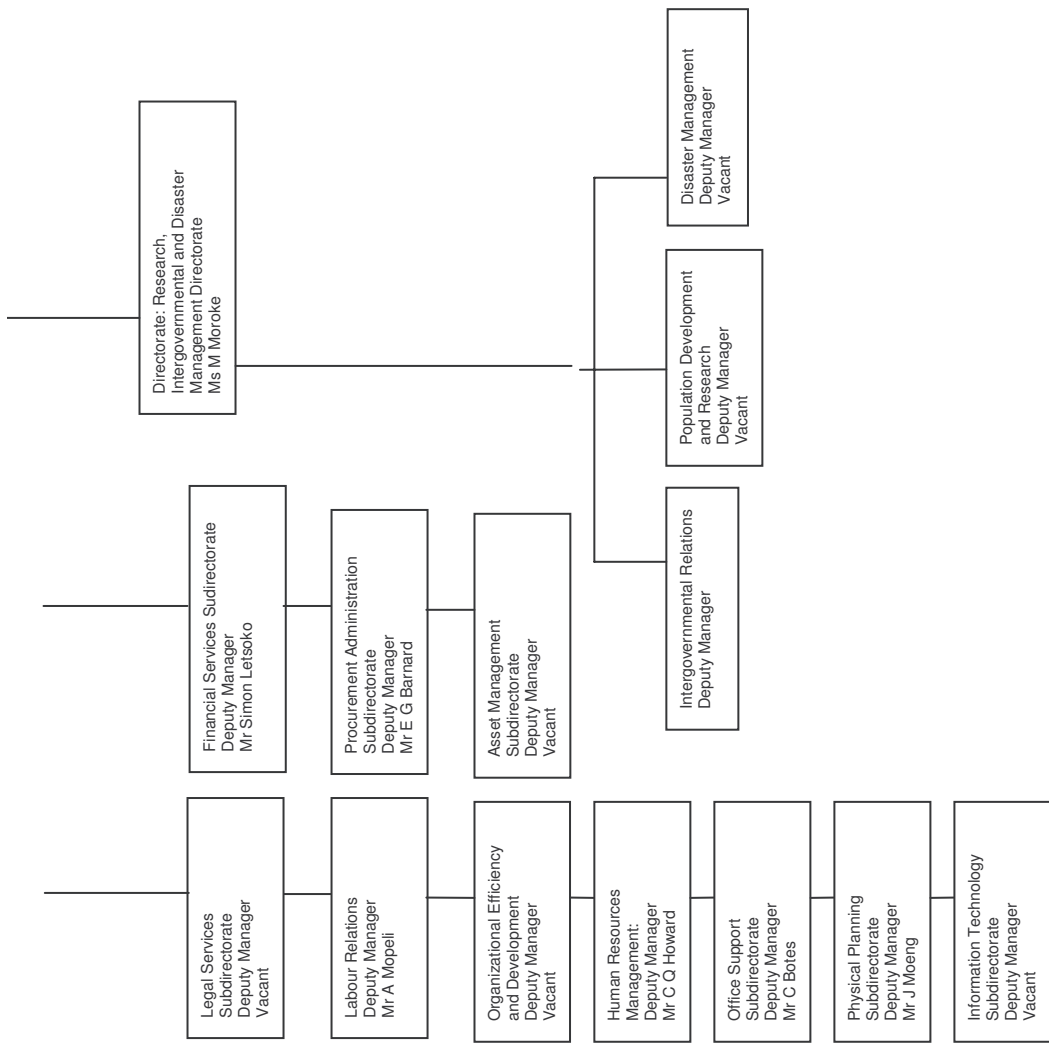 Legal Services
Subdirectorate
Deputy Manager
Vacant
Labour Relations
Deputy Manager
Mr A Mopeli
Organizational Efficiency
and Development
Deputy Manager
Vacant
Human Resources
Management:
Deputy Manager
Mr C Q Howard
Office Support
Subdirectorate
Deputy Manager
Mr C Botes
Physical Planning
Subdirectorate
Deputy Manager
Mr J Moeng
Information Technology
Subdirectorate
Deputy Manager
Vacant
Financial Services Sudirectorate
Deputy Manager
Mr Simon Letsoko
Procurement Administration
Subdirectorate
Deputy Manager
Mr E G Barnard
Asset Management
Subdirectorate
Deputy Manager
Vacant
Directorate: Research,
Intergovernmental and Disaster
Management Directorate
Ms M Moroke
Intergovernmental Relations
Deputy Manager
Population Development
and Research
Deputy Manager
Vacant
Disaster Management
Deputy Manager
Vacant